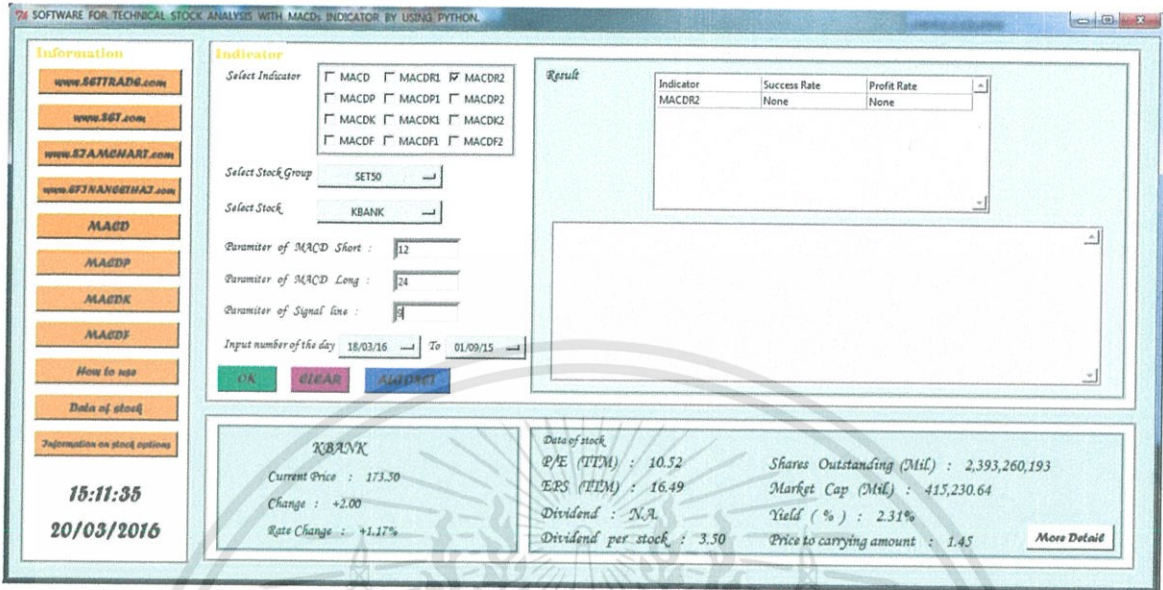 SOFTWARE FOR TECHNICAL STOCK ANALYSIS WITH MACDs INDICATOR BY USING PYTHON.
Information
www.SETTRADE.com
www.SET.com
www.SIAMCHART.com
www.EFINANCETHAI.com
MACD
MACDP
MACDK
MACDF
How to use
Data of stock
Information on stock options
15:11:35
20/03/2016
Indicator
Select Indicator
MACD MACDR1 MACDR2
MACDP MACDP1 MACDP2
MACDK MACDK1 MACDK2
MACDF MACDF1 MACDF2
Select Stock Group SET50
Select Stock KBANK
Paramiter of MACD Short : 12
Paramiter of MACD Long : 24
Paramiter of Signal line : 9
Input number of the day 18/03/16 To 01/09/15
OK CLEAR
Result
Indicator Success Rate Profit Rate
MACDR2 None None
KBANK
Current Price : 173.50
Change : +2.00
Rate Change : +1.17%
Data of stock
P/E (TTM) : 10.52
EPS (TTM) : 16.49
Dividend : N.A.
Dividend per stock : 3.50
Shares Outstanding (Mil.) : 2,393,260,193
Market Cap (Mil.) : 415,230.64
Yield ( % ) : 2.31%
Price to carrying amount : 1.45
More Detail